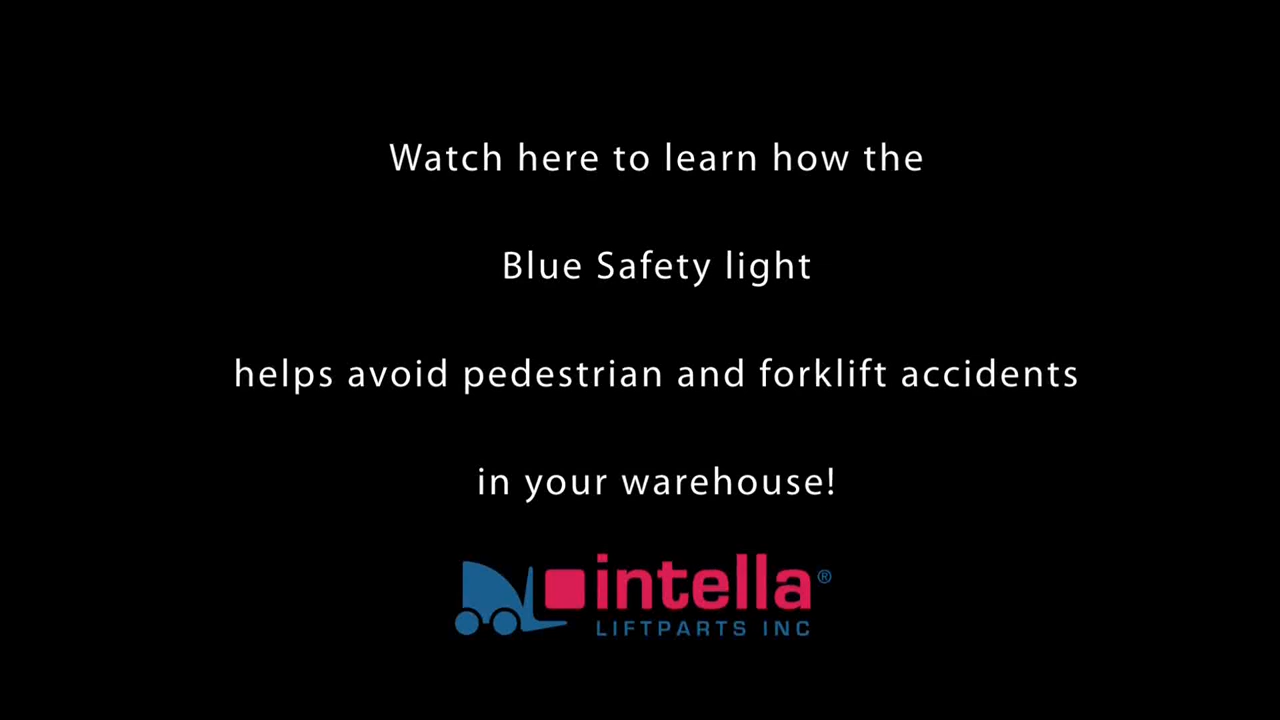 Watch here to learn how the
Blue Safety light
helps avoid pedestrian and forklift accidents
in your warehouse!
intella®
LIFTPARTS INC